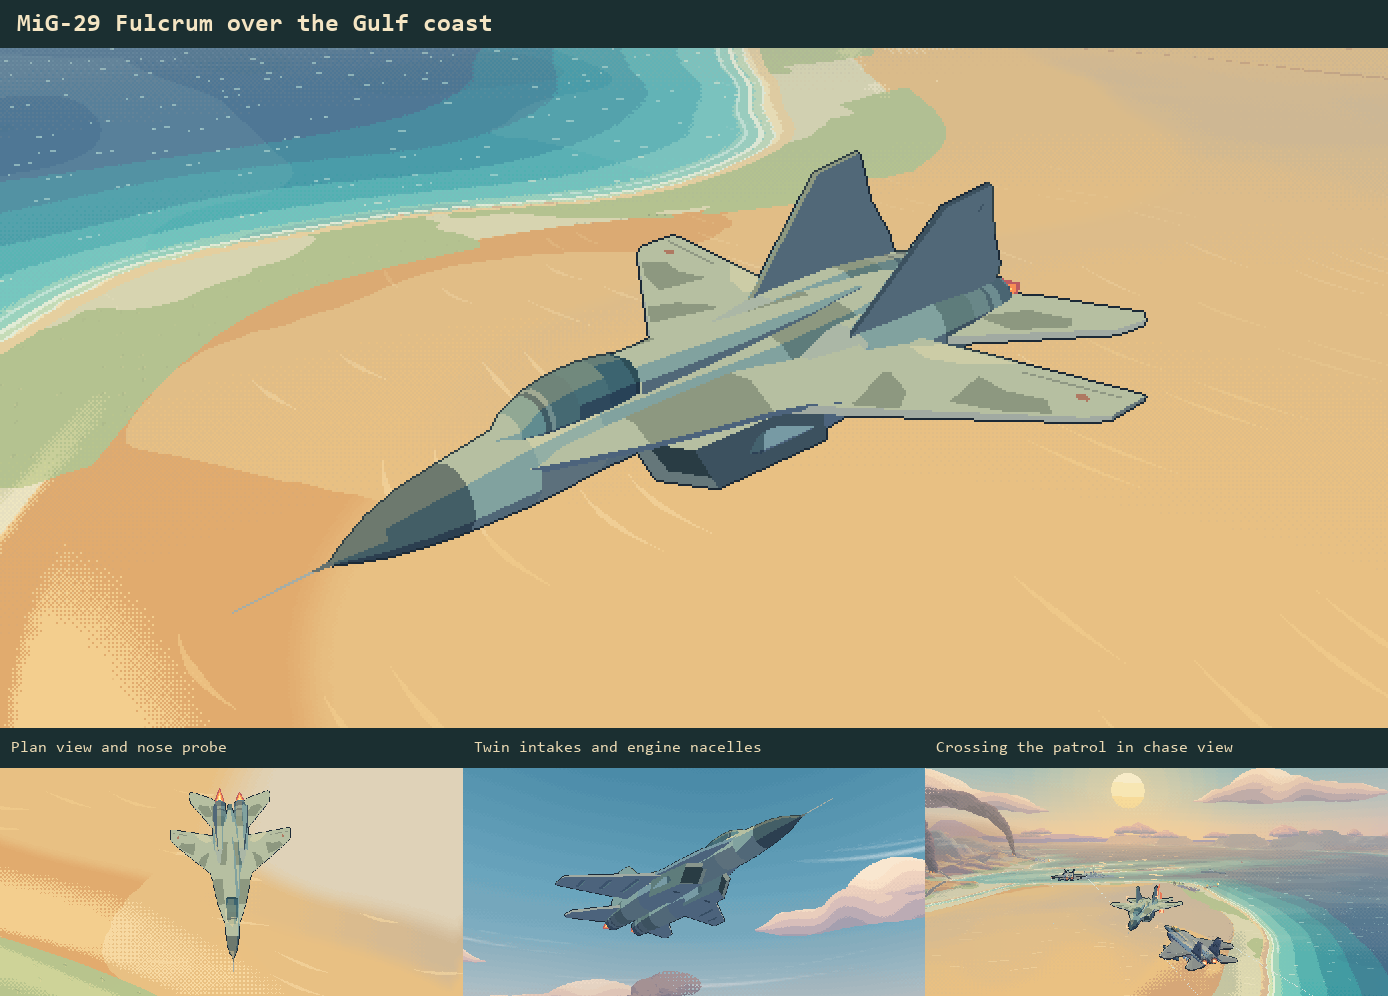 MiG-29 Fulcrum over the Gulf coast
Plan view and nose probe
Twin intakes and engine nacelles
Crossing the patrol in chase view